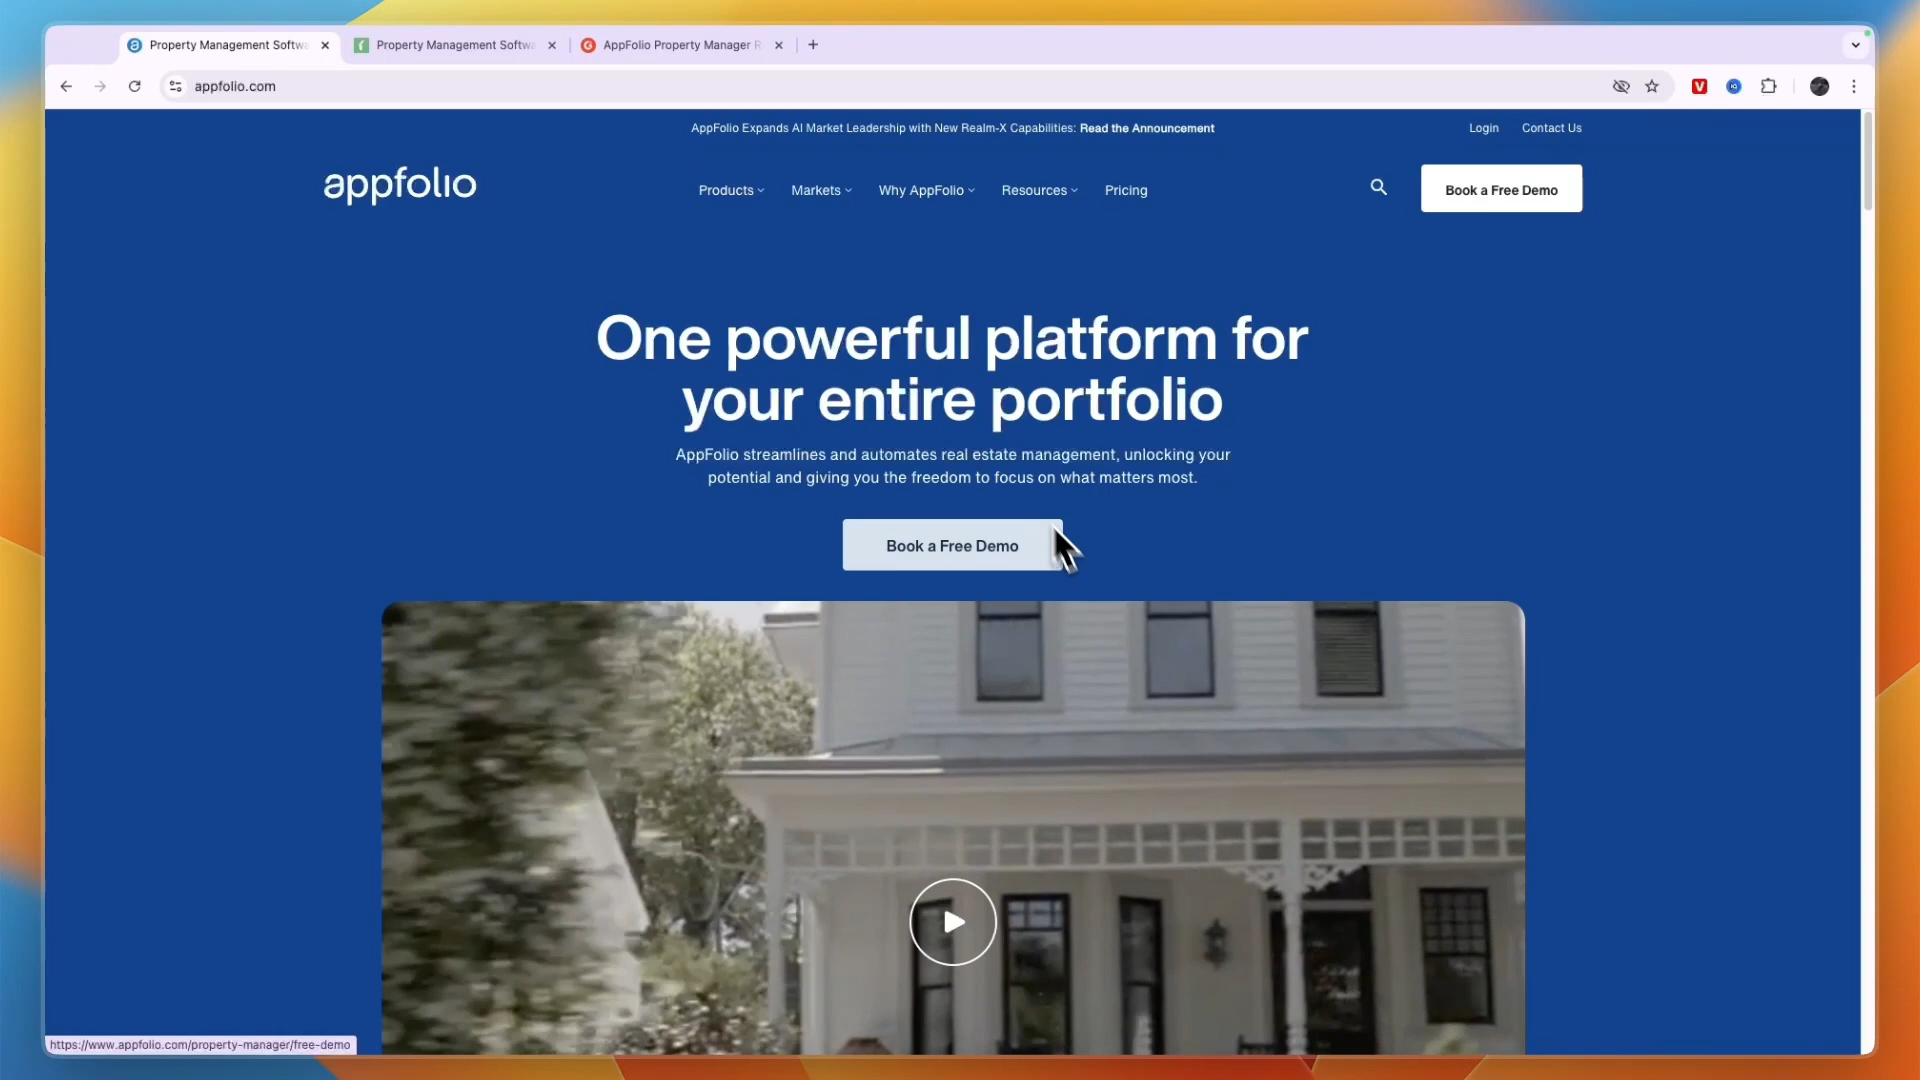 Property Management Softw
Property Management Softwa
AppFolio Property Manager R
appfolio.com
AppFolio Expands AI Market Leadership with New Realm-X Capabilities: Read the Announcement
Login
Contact Us
appfolio
Products
Markets
Why AppFolio
Resources
Pricing
Book a Free Demo
One powerful platform for
your entire portfolio
AppFolio streamlines and automates real estate management, unlocking your
potential and giving you the freedom to focus on what matters most.
Book a Free Demo
https://www.appfolio.com/property-manager/free-demo